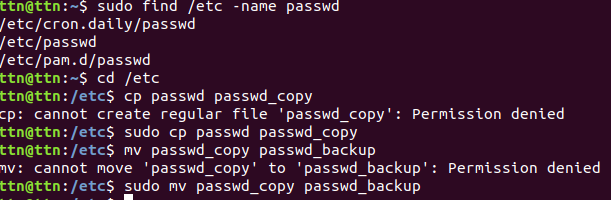 ttn@ttn:~$ sudo find /etc -name passwd
/etc/cron.daily/passwd
/etc/passwd
/etc/pam.d/passwd
ttn@ttn:~$ cd /etc
ttn@ttn:/etc$ cp passwd passwd_copy
cp: cannot create regular file 'passwd_copy': Permission denied
ttn@ttn:/etc$ sudo cp passwd passwd_copy
ttn@ttn:/etc$ mv passwd_copy passwd_backup
mv: cannot move 'passwd_copy' to 'passwd_backup': Permission denied
ttn@ttn:/etc$ sudo mv passwd_copy passwd_backup
ttn@ttn:/etc$